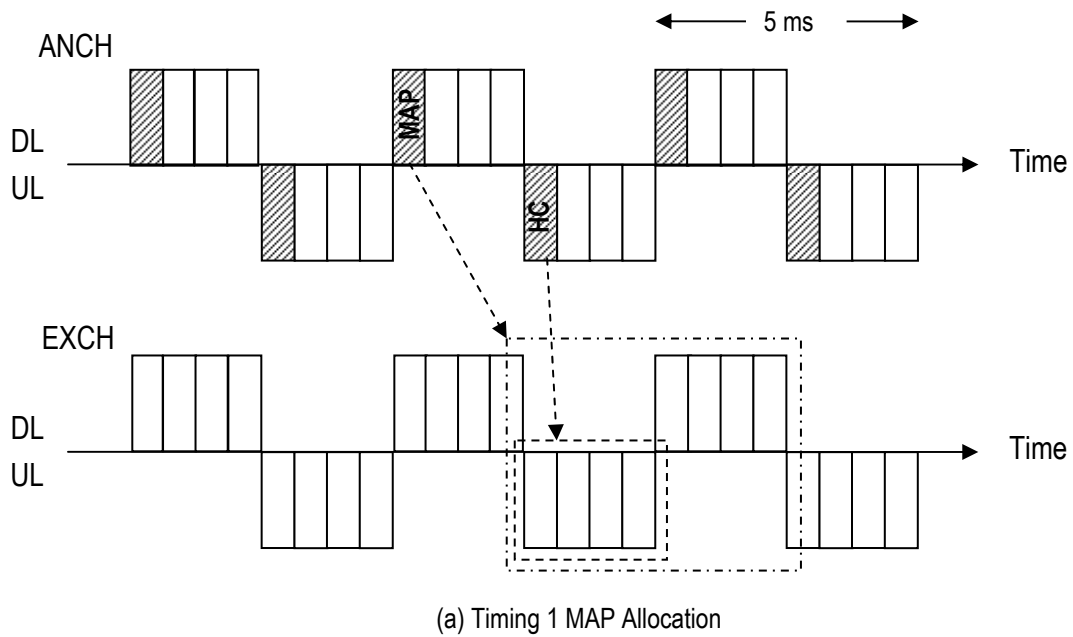 5 ms
ANCH
MAP
DL
UL
Time
HC
EXCH
DL
UL
Time
(a) Timing 1 MAP Allocation